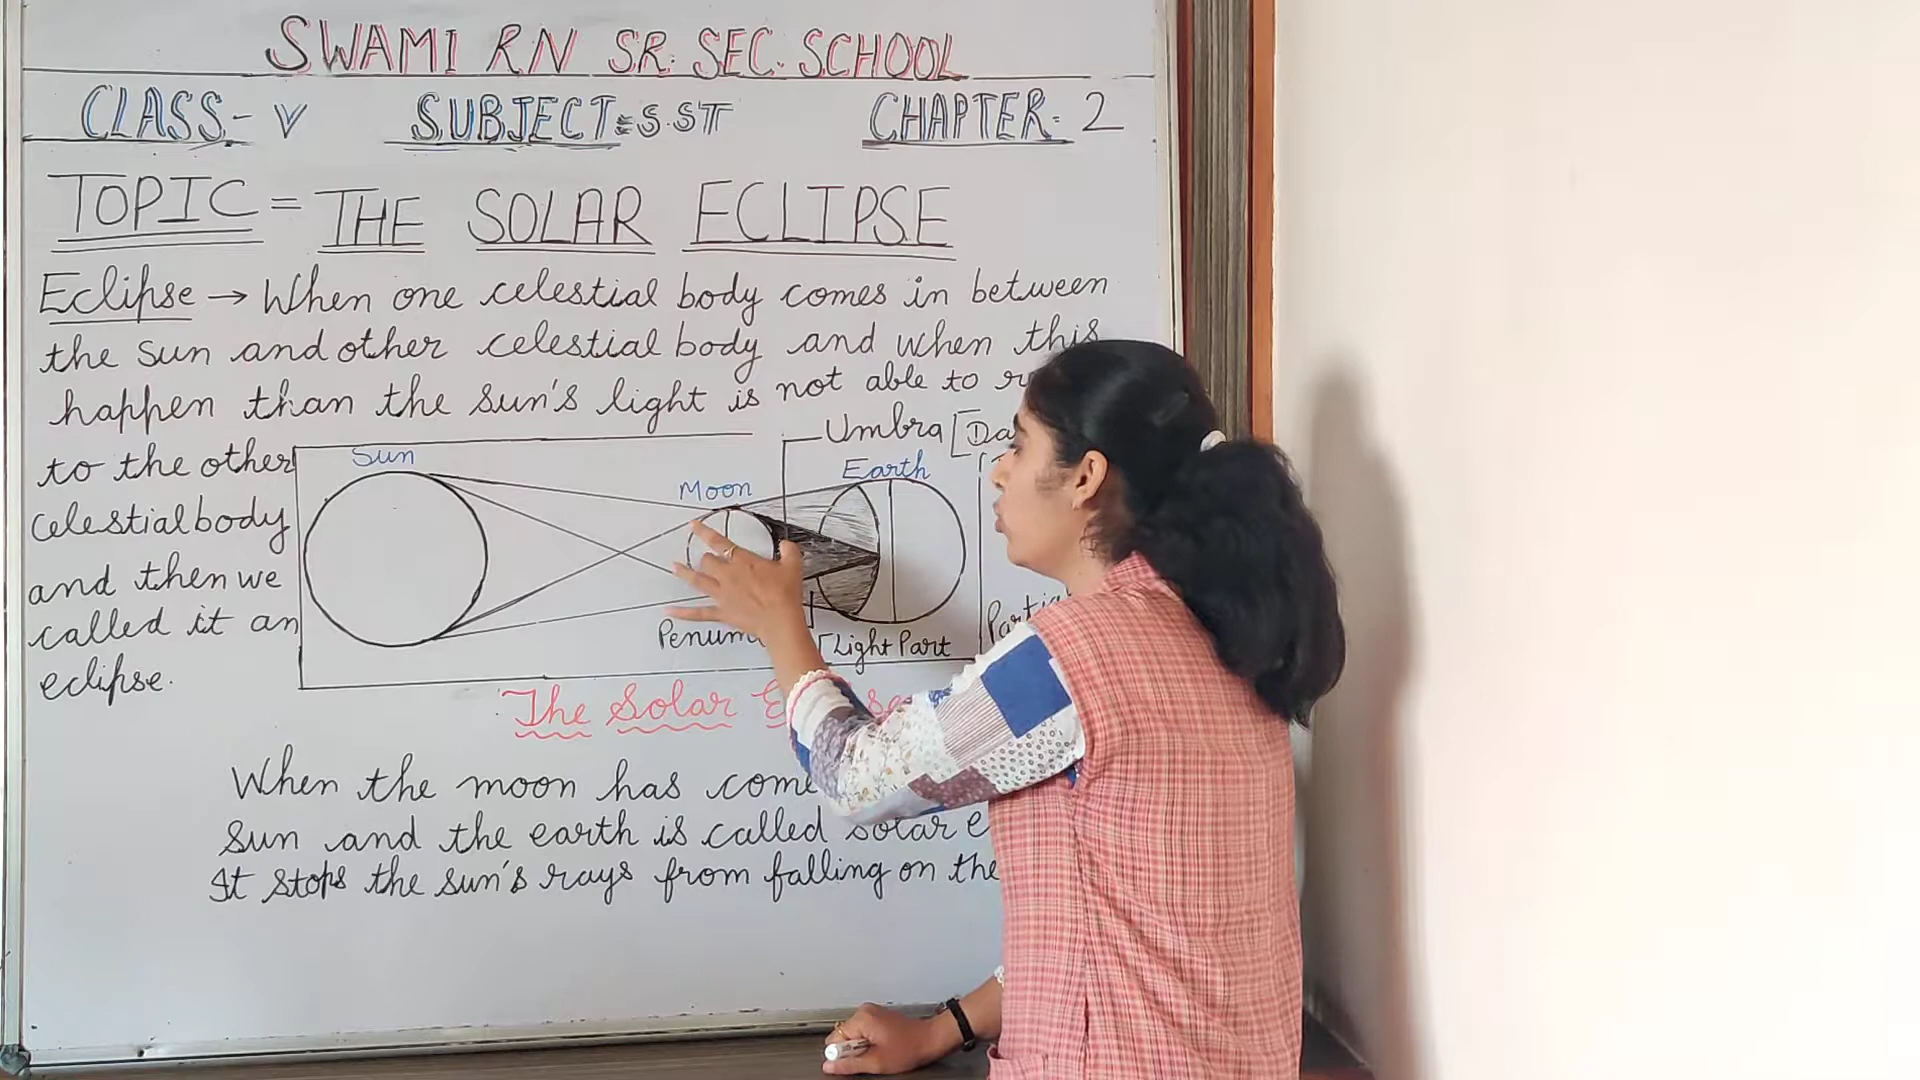 SWAMI RN SR. SEC. SCHOOL
CLASS - V SUBJECT = S.ST CHAPTER - 2
TOPIC = THE SOLAR ECLIPSE
Eclipse → When one celestial body comes in between
the sun and other celestial body and when this
happen than the sun's light is not able to
to the other
celestial body
and then we
called it an
eclipse.
Umbra
Sun
Earth
Moon
[Light Part
The Solar
When the moon has come
sun and the earth is called solar
It stops the sun's rays from falling on the